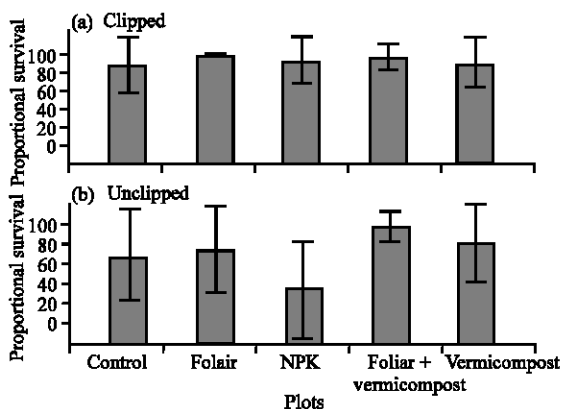 (a) Clipped
Proportional survival
100
80
60
40
20
0
(b) Unclipped
Proportional survival
100
80
60
40
20
0
Control Folair NPK Foliar + vermicompost Vermicompost
Plots